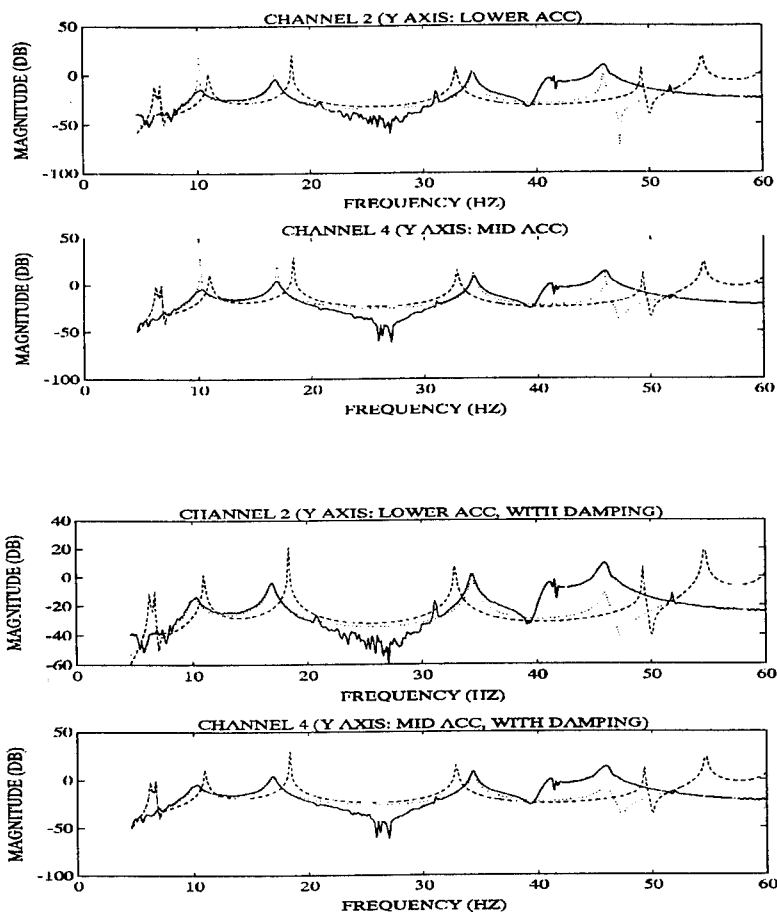 CHANNEL 2 (Y AXIS: LOWER ACC)
50
0
-50
-100
MAGNITUDE (DB)
0 10 20 30 40 50 60
FREQUENCY (HZ)
CHANNEL 4 (Y AXIS: MID ACC)
50
0
-50
-100
MAGNITUDE (DB)
0 10 20 30 40 50 60
FREQUENCY (HZ)
CHANNEL 2 (Y AXIS: LOWER ACC, WITH DAMPING)
40
20
0
-20
-40
-60
MAGNITUDE (DB)
0 10 20 30 40 50 60
FREQUENCY (HZ)
CHANNEL 4 (Y AXIS: MID ACC, WITH DAMPING)
50
0
-50
-100
MAGNITUDE (DB)
0 10 20 30 40 50 60
FREQUENCY (HZ)